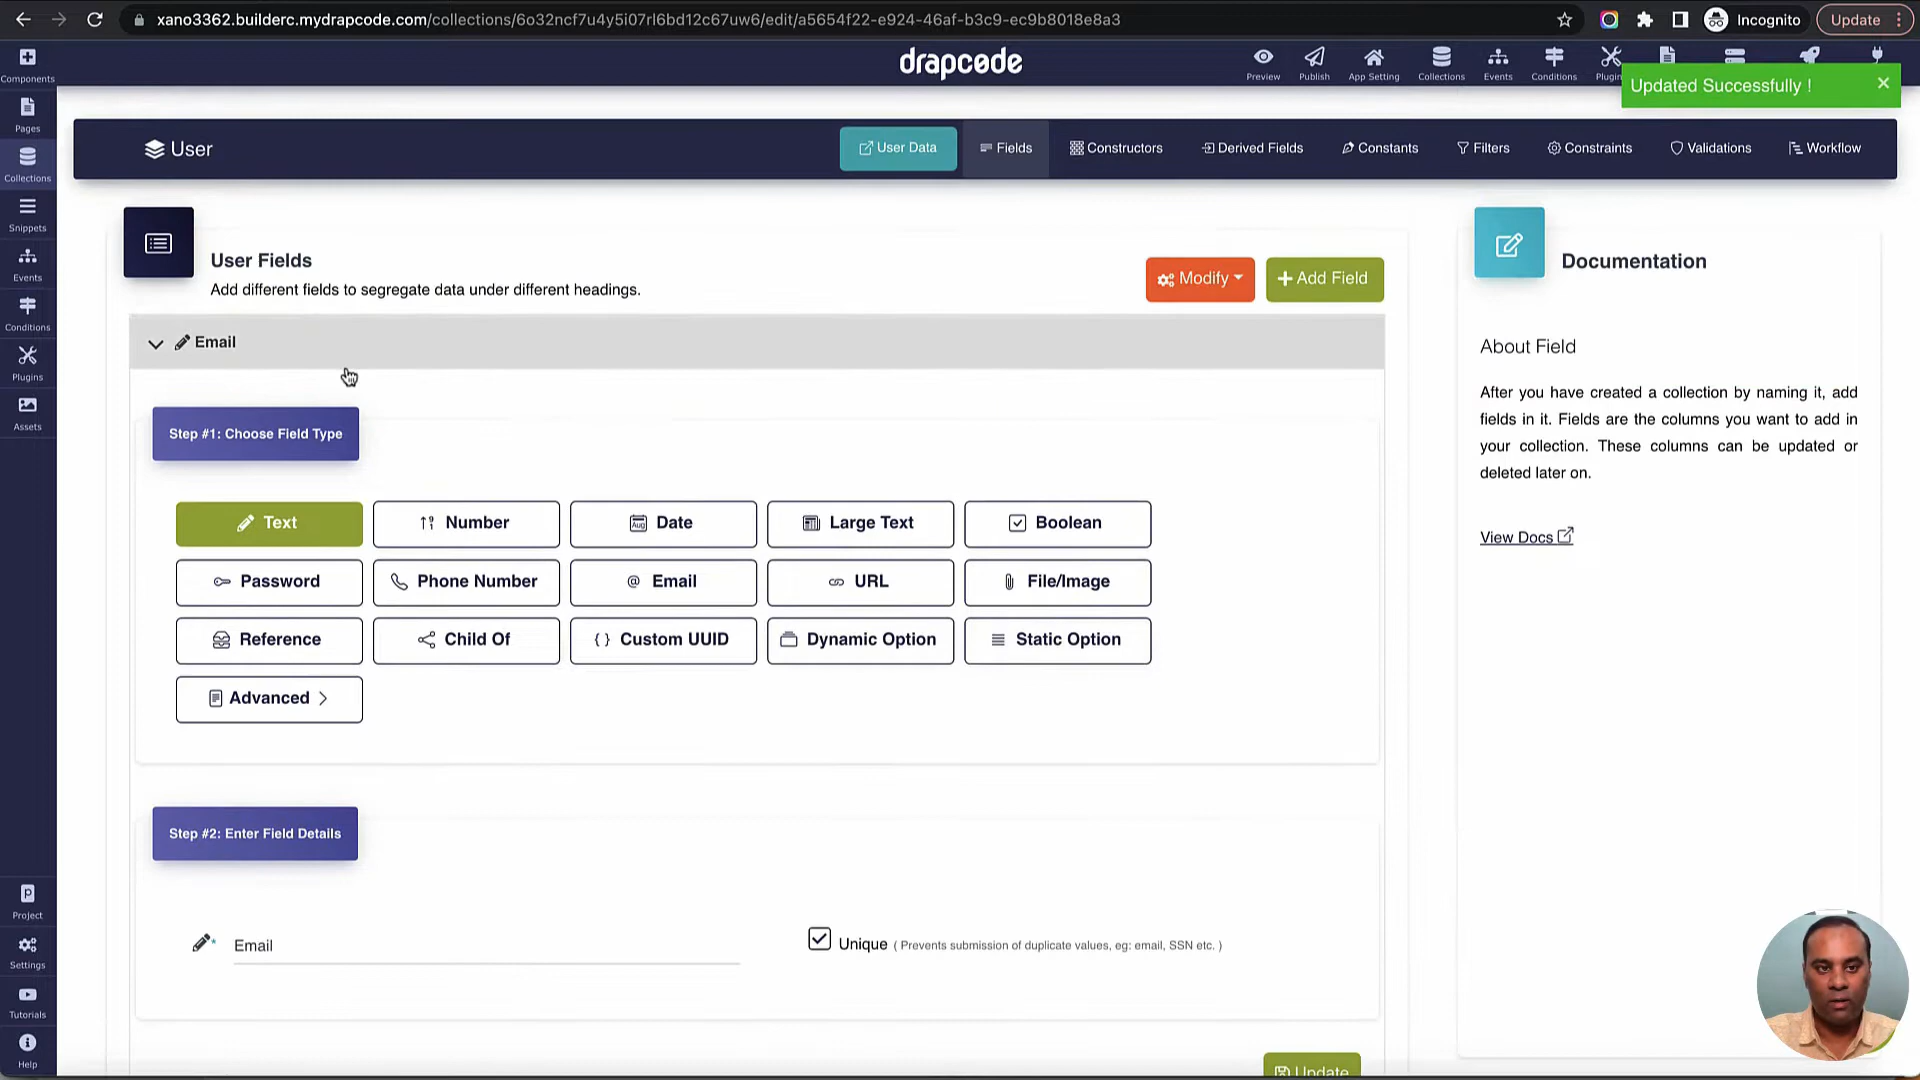 xano3362.builderc.mydrapcode.com/collections/6o32ncf7u4y5i07rl6bd12c67uw6/edit/a5654f22-e924-46af-b3c9-ec9b8018e8a3
Incognito
Update
Components
drapcode
Preview
Publish
App Setting
Collections
Events
Conditions
Updated Successfully !
Pages
Collections
Snippets
Events
Conditions
Plugins
Assets
Project
Settings
Tutorials
Help
User
User Data
Fields
Constructors
Derived Fields
Constants
Filters
Constraints
Validations
Workflow
User Fields
Add different fields to segregate data under different headings.
Modify
Add Field
Email
Step #1: Choose Field Type
Text
Number
Date
Large Text
Boolean
Password
Phone Number
Email
URL
File/Image
Reference
Child Of
Custom UUID
Dynamic Option
Static Option
Advanced
Step #2: Enter Field Details
Email
Unique ( Prevents submission of duplicate values, eg: email, SSN etc. )
Update
Documentation
About Field
After you have created a collection by naming it, add
fields in it. Fields are the columns you want to add in
your collection. These columns can be updated or
deleted later on.
View Docs